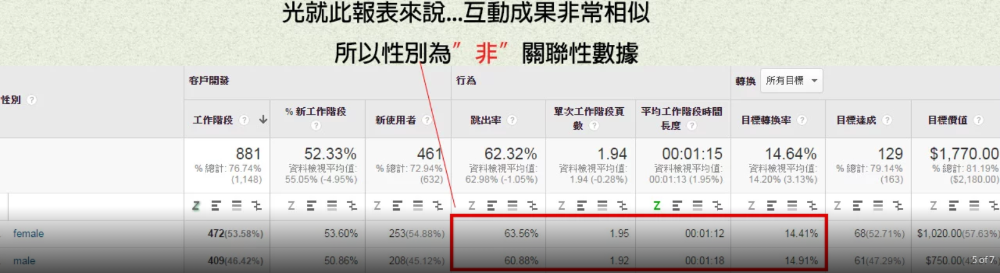 光就此報表來說...互動成果非常相似
所以性別為”非”關聯性數據
性別 ?
客戶開發
行為
轉換 所有目標
工作階段 ?
% 新工作階段 ?
新使用者 ?
跳出率 ?
單次工作階段頁
數 ?
平均工作階段時間
長度 ?
目標轉換率 ?
目標達成 ?
目標價值 ?
881
% 總計: 76.74%
(1,148)
52.33%
資料檢視平均值:
55.05% (-4.95%)
461
% 總計: 72.94%
(632)
62.32%
資料檢視平均值:
62.98% (-1.05%)
1.94
資料檢視平均值:
1.94 (-0.28%)
00:01:15
資料檢視平均值:
00:01:13 (1.95%)
14.64%
資料檢視平均值:
14.20% (3.13%)
129
% 總計: 79.14%
(163)
$1,770.00
% 總計: 81.19%
($2,180.00)
female 472(53.58%) 53.60% 253(54.88%) 63.56% 1.95 00:01:12 14.41% 68(52.71%) $1,020.00(57.63%)
male 409(46.42%) 50.86% 208(45.12%) 60.88% 1.92 00:01:18 14.91% 61(47.29%) $750.00
5 of 7